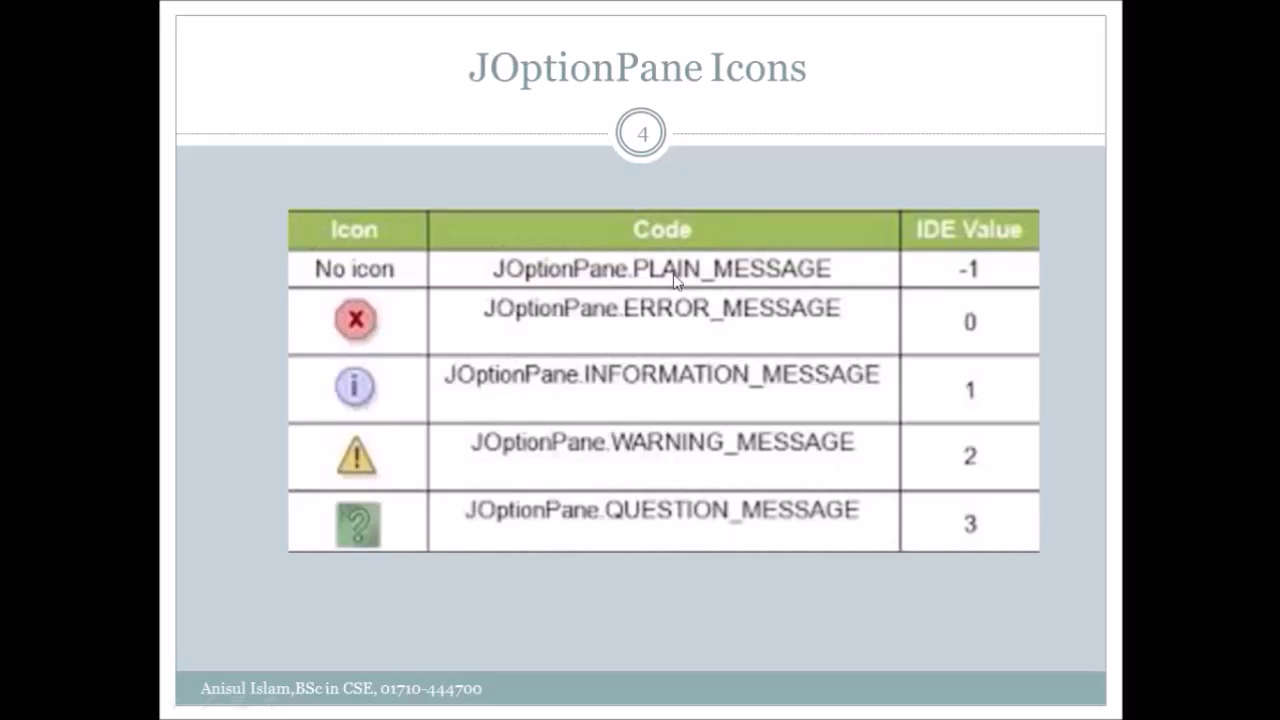 JOptionPane Icons
4
Icon Code IDE Value
No icon JOptionPane.PLAIN_MESSAGE -1
X JOptionPane.ERROR_MESSAGE 0
i JOptionPane.INFORMATION_MESSAGE 1
! JOptionPane.WARNING_MESSAGE 2
? JOptionPane.QUESTION_MESSAGE 3
Anisul Islam,BSc in CSE, 01710-444700